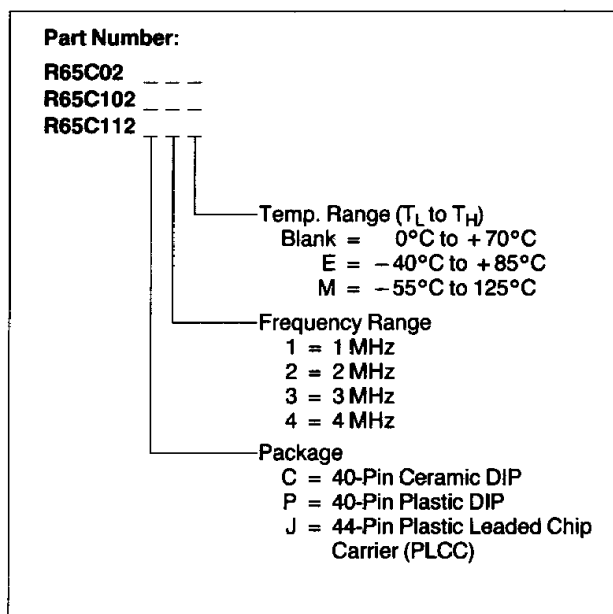 Part Number:
R65C02 _ _ _
R65C102 _ _ _
R65C112 _ _ _
Temp. Range (TL to TH)
Blank = 0°C to +70°C
E = −40°C to +85°C
M = −55°C to 125°C
Frequency Range
1 = 1 MHz
2 = 2 MHz
3 = 3 MHz
4 = 4 MHz
Package
C = 40-Pin Ceramic DIP
P = 40-Pin Plastic DIP
J = 44-Pin Plastic Leaded Chip
Carrier (PLCC)